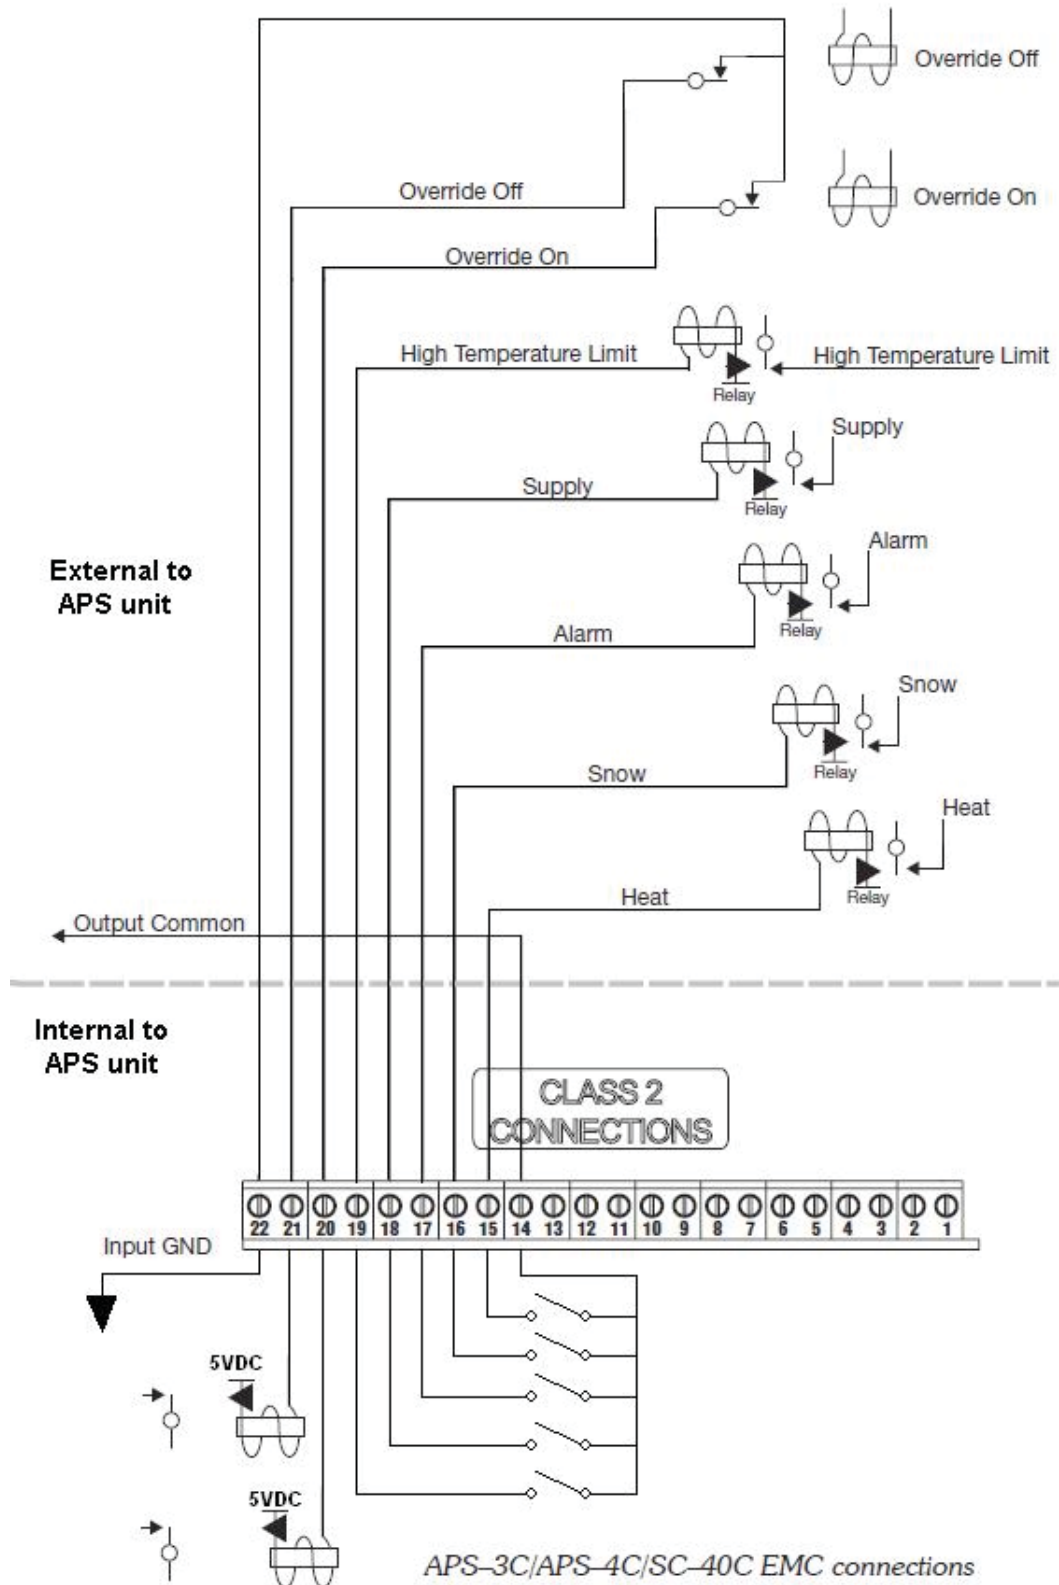 Override Off
Override Off
Override On
Override On
High Temperature Limit
High Temperature Limit
Relay
Supply
Supply
Relay
External to
APS unit
Alarm
Alarm
Relay
Snow
Snow
Relay
Heat
Heat
Relay
Output Common
Internal to
APS unit
CLASS 2
CONNECTIONS
22 21 20 19 18 17 16 15 14 13 12 11 10 9 8 7 6 5 4 3 2 1
Input GND
5VDC
5VDC
APS–3C/APS–4C/SC–40C EMC connections